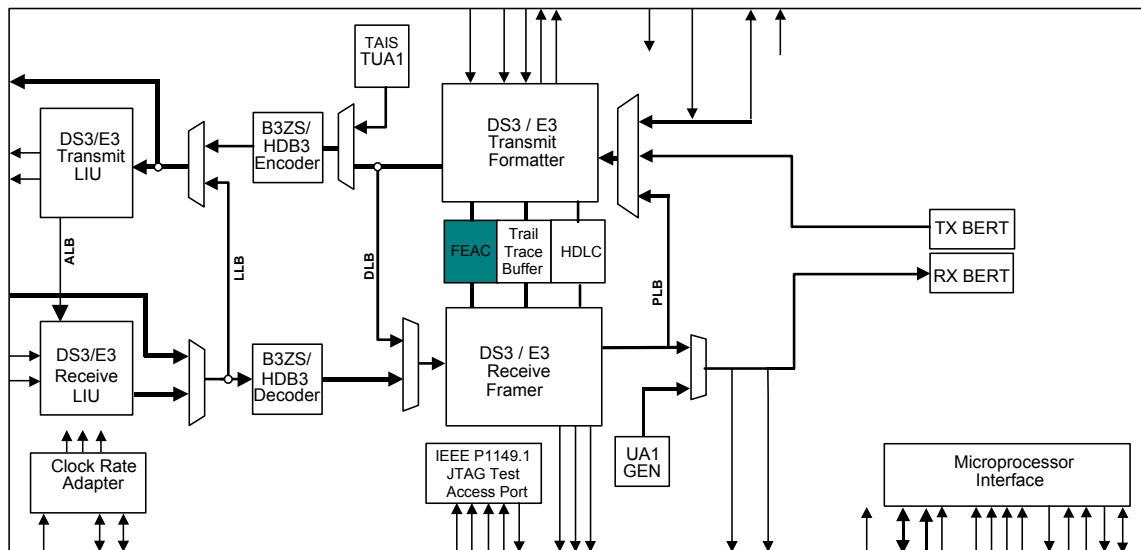 TAIS
TUA1
DS3/E3
Transmit
LIU
B3ZS/
HDB3
Encoder
DS3 / E3
Transmit
Formatter
FEAC
Trail
Trace
Buffer
HDLC
TX BERT
RX BERT
ALB
LLB
DLB
PLB
DS3/E3
Receive
LIU
B3ZS/
HDB3
Decoder
DS3 / E3
Receive
Framer
UA1
GEN
Clock Rate
Adapter
IEEE P1149.1
JTAG Test
Access Port
Microprocessor
Interface